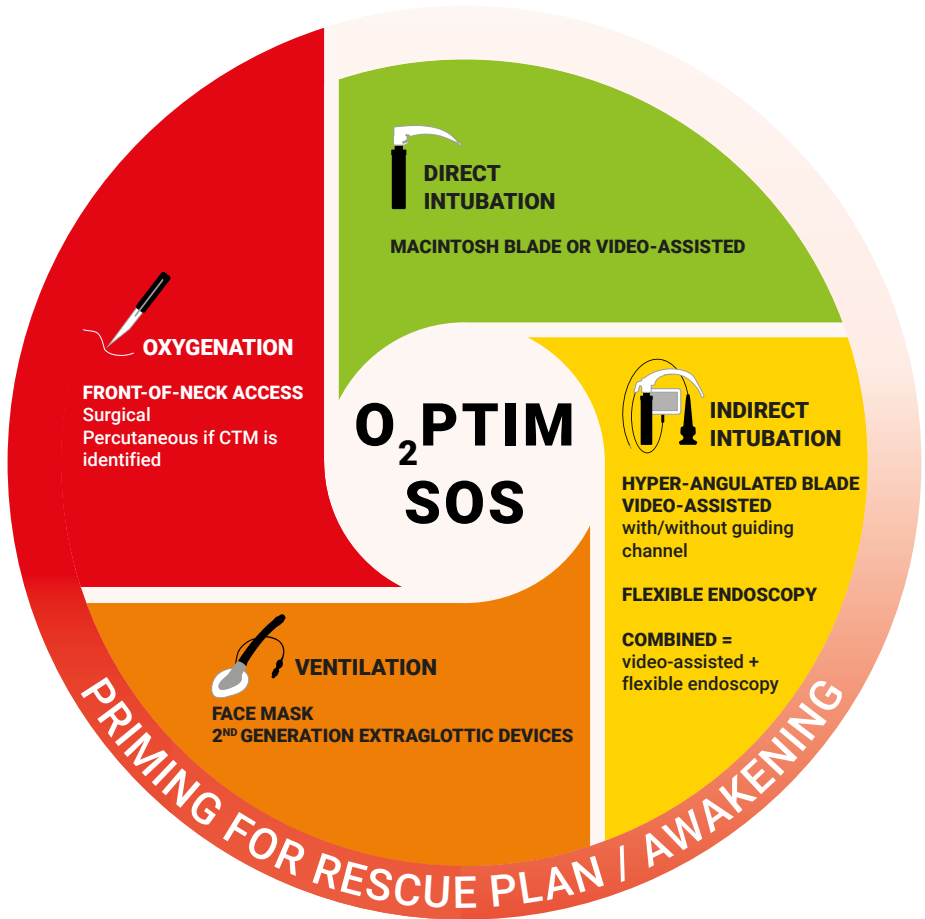 DIRECT
INTUBATION
MACINTOSH BLADE OR VIDEO-ASSISTED
INDIRECT
INTUBATION
HYPER-ANGULATED BLADE
VIDEO-ASSISTED
with/without guiding
channel
FLEXIBLE ENDOSCOPY
COMBINED =
video-assisted +
flexible endoscopy
VENTILATION
FACE MASK
2ND GENERATION EXTRAGLOTTIC DEVICES
OXYGENATION
FRONT-OF-NECK ACCESS
Surgical
Percutaneous if CTM is
identified
O2PTIM
SOS
PRIMING FOR RESCUE PLAN / AWAKENING